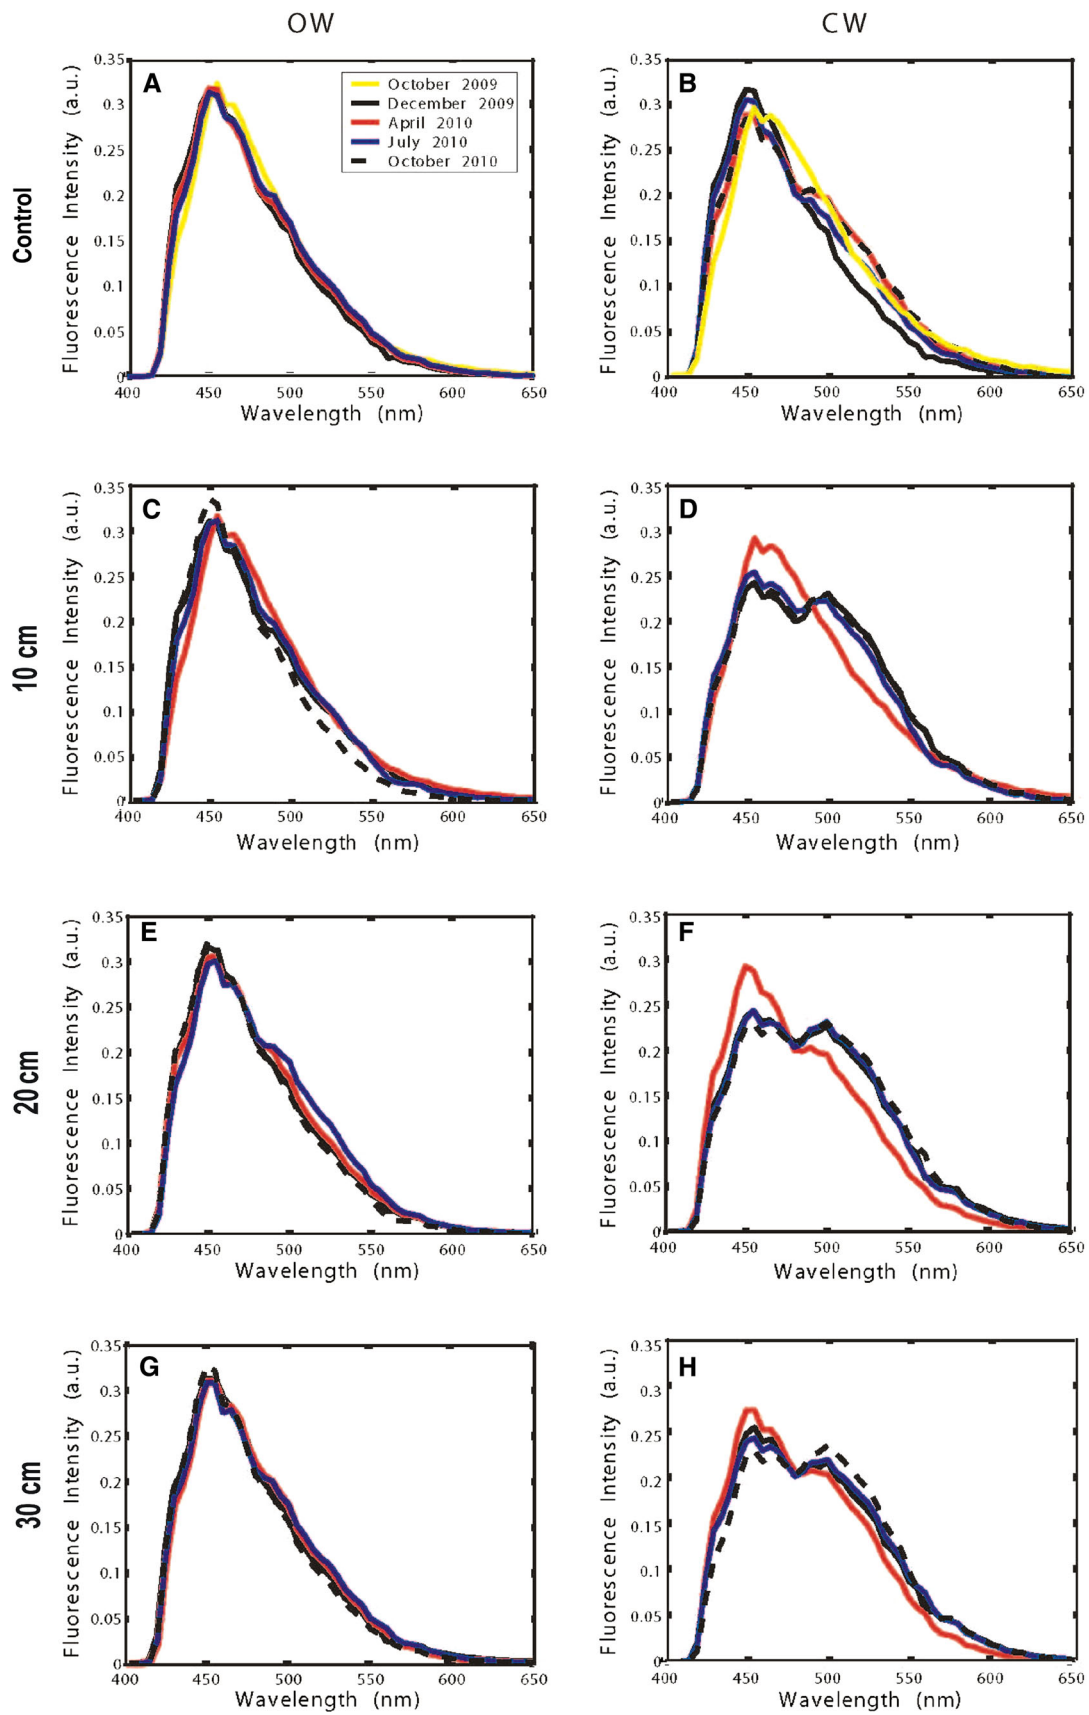 OW
CW
Control
A
0.35
0.3
0.25
0.2
0.15
0.1
0.05
0
Fluorescence Intensity (a.u.)
October 2009
December 2009
April 2010
July 2010
October 2010
400 450 500 550 600 650
Wavelength (nm)
B
0.35
0.3
0.25
0.2
0.15
0.1
0.05
0
Fluorescence Intensity (a.u.)
400 450 500 550 600 650
Wavelength (nm)
10 cm
C
0.35
0.3
0.25
0.2
0.15
0.1
0.05
0
Fluorescence Intensity (a.u.)
400 450 500 550 600 650
Wavelength (nm)
D
0.35
0.3
0.25
0.2
0.15
0.1
0.05
0
Fluorescence Intensity (a.u.)
400 450 500 550 600 650
Wavelength (nm)
20 cm
E
0.35
0.3
0.25
0.2
0.15
0.1
0.05
0
Fluorescence Intensity (a.u.)
400 450 500 550 600 650
Wavelength (nm)
F
0.35
0.3
0.25
0.2
0.15
0.1
0.05
0
Fluorescence Intensity (a.u.)
400 450 500 550 600 650
Wavelength (nm)
30 cm
G
0.35
0.3
0.25
0.2
0.15
0.1
0.05
0
Fluorescence Intensity (a.u.)
400 450 500 550 600 650
Wavelength (nm)
H
0.35
0.3
0.25
0.2
0.15
0.1
0.05
0
Fluorescence Intensity (a.u.)
400 450 500 550 600 650
Wavelength (nm)